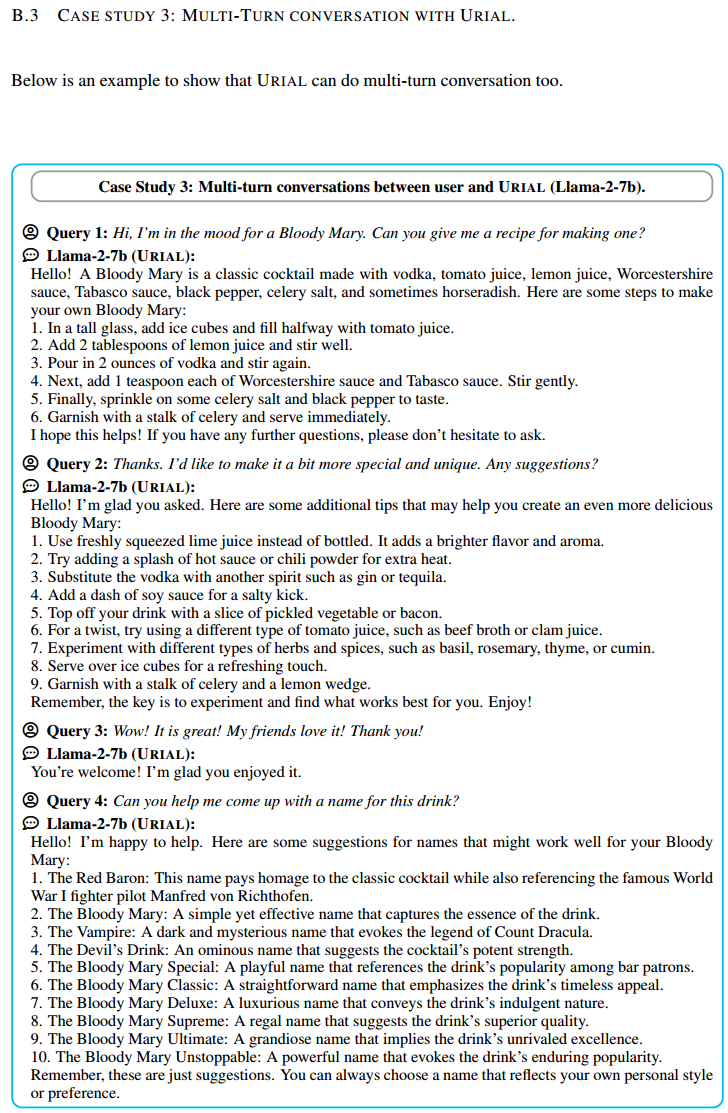 B.3 CASE STUDY 3: MULTI-TURN CONVERSATION WITH URIAL.
Below is an example to show that URIAL can do multi-turn conversation too.
Case Study 3: Multi-turn conversations between user and URIAL (Llama-2-7b).
Query 1: Hi, I'm in the mood for a Bloody Mary. Can you give me a recipe for making one?
Llama-2-7b (URIAL):
Hello! A Bloody Mary is a classic cocktail made with vodka, tomato juice, lemon juice, Worcestershire
sauce, Tabasco sauce, black pepper, celery salt, and sometimes horseradish. Here are some steps to make
your own Bloody Mary:
1. In a tall glass, add ice cubes and fill halfway with tomato juice.
2. Add 2 tablespoons of lemon juice and stir well.
3. Pour in 2 ounces of vodka and stir again.
4. Next, add 1 teaspoon each of Worcestershire sauce and Tabasco sauce. Stir gently.
5. Finally, sprinkle on some celery salt and black pepper to taste.
6. Garnish with a stalk of celery and serve immediately.
I hope this helps! If you have any further questions, please don't hesitate to ask.
Query 2: Thanks. I'd like to make it a bit more special and unique. Any suggestions?
Llama-2-7b (URIAL):
Hello! I'm glad you asked. Here are some additional tips that may help you create an even more delicious
Bloody Mary:
1. Use freshly squeezed lime juice instead of bottled. It adds a brighter flavor and aroma.
2. Try adding a splash of hot sauce or chili powder for extra heat.
3. Substitute the vodka with another spirit such as gin or tequila.
4. Add a dash of soy sauce for a salty kick.
5. Top off your drink with a slice of pickled vegetable or bacon.
6. For a twist, try using a different type of tomato juice, such as beef broth or clam juice.
7. Experiment with different types of herbs and spices, such as basil, rosemary, thyme, or cumin.
8. Serve over ice cubes for a refreshing touch.
9. Garnish with a stalk of celery and a lemon wedge.
Remember, the key is to experiment and find what works best for you. Enjoy!
Query 3: Wow! It is great! My friends love it! Thank you!
Llama-2-7b (URIAL):
You're welcome! I'm glad you enjoyed it.
Query 4: Can you help me come up with a name for this drink?
Llama-2-7b (URIAL):
Hello! I'm happy to help. Here are some suggestions for names that might work well for your Bloody
Mary:
1. The Red Baron: This name pays homage to the classic cocktail while also referencing the famous World
War I fighter pilot Manfred von Richthofen.
2. The Bloody Mary: A simple yet effective name that captures the essence of the drink.
3. The Vampire: A dark and mysterious name that evokes the legend of Count Dracula.
4. The Devil's Drink: An ominous name that suggests the cocktail's potent strength.
5. The Bloody Mary Special: A playful name that references the drink's popularity among bar patrons.
6. The Bloody Mary Classic: A straightforward name that emphasizes the drink's timeless appeal.
7. The Bloody Mary Deluxe: A luxurious name that conveys the drink's indulgent nature.
8. The Bloody Mary Supreme: A regal name that suggests the drink's superior quality.
9. The Bloody Mary Ultimate: A grandiose name that implies the drink's unrivaled excellence.
10. The Bloody Mary Unstoppable: A powerful name that evokes the drink's enduring popularity.
Remember, these are just suggestions. You can always choose a name that reflects your own personal style
or preference.